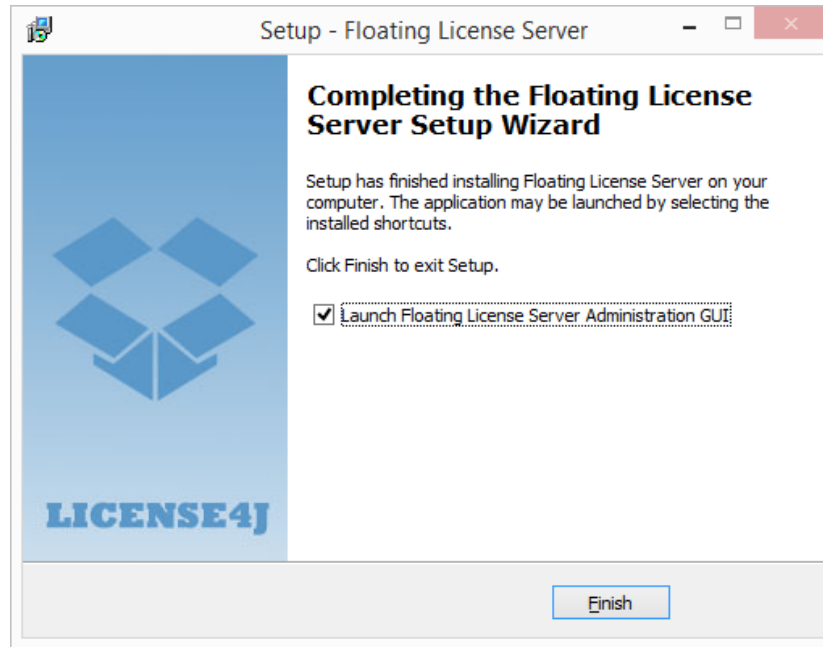 Setup - Floating License Server
Completing the Floating License
Server Setup Wizard
Setup has finished installing Floating License Server on your
computer. The application may be launched by selecting the
installed shortcuts.
Click Finish to exit Setup.
Launch Floating License Server Administration GUI
LICENSE4J
Finish